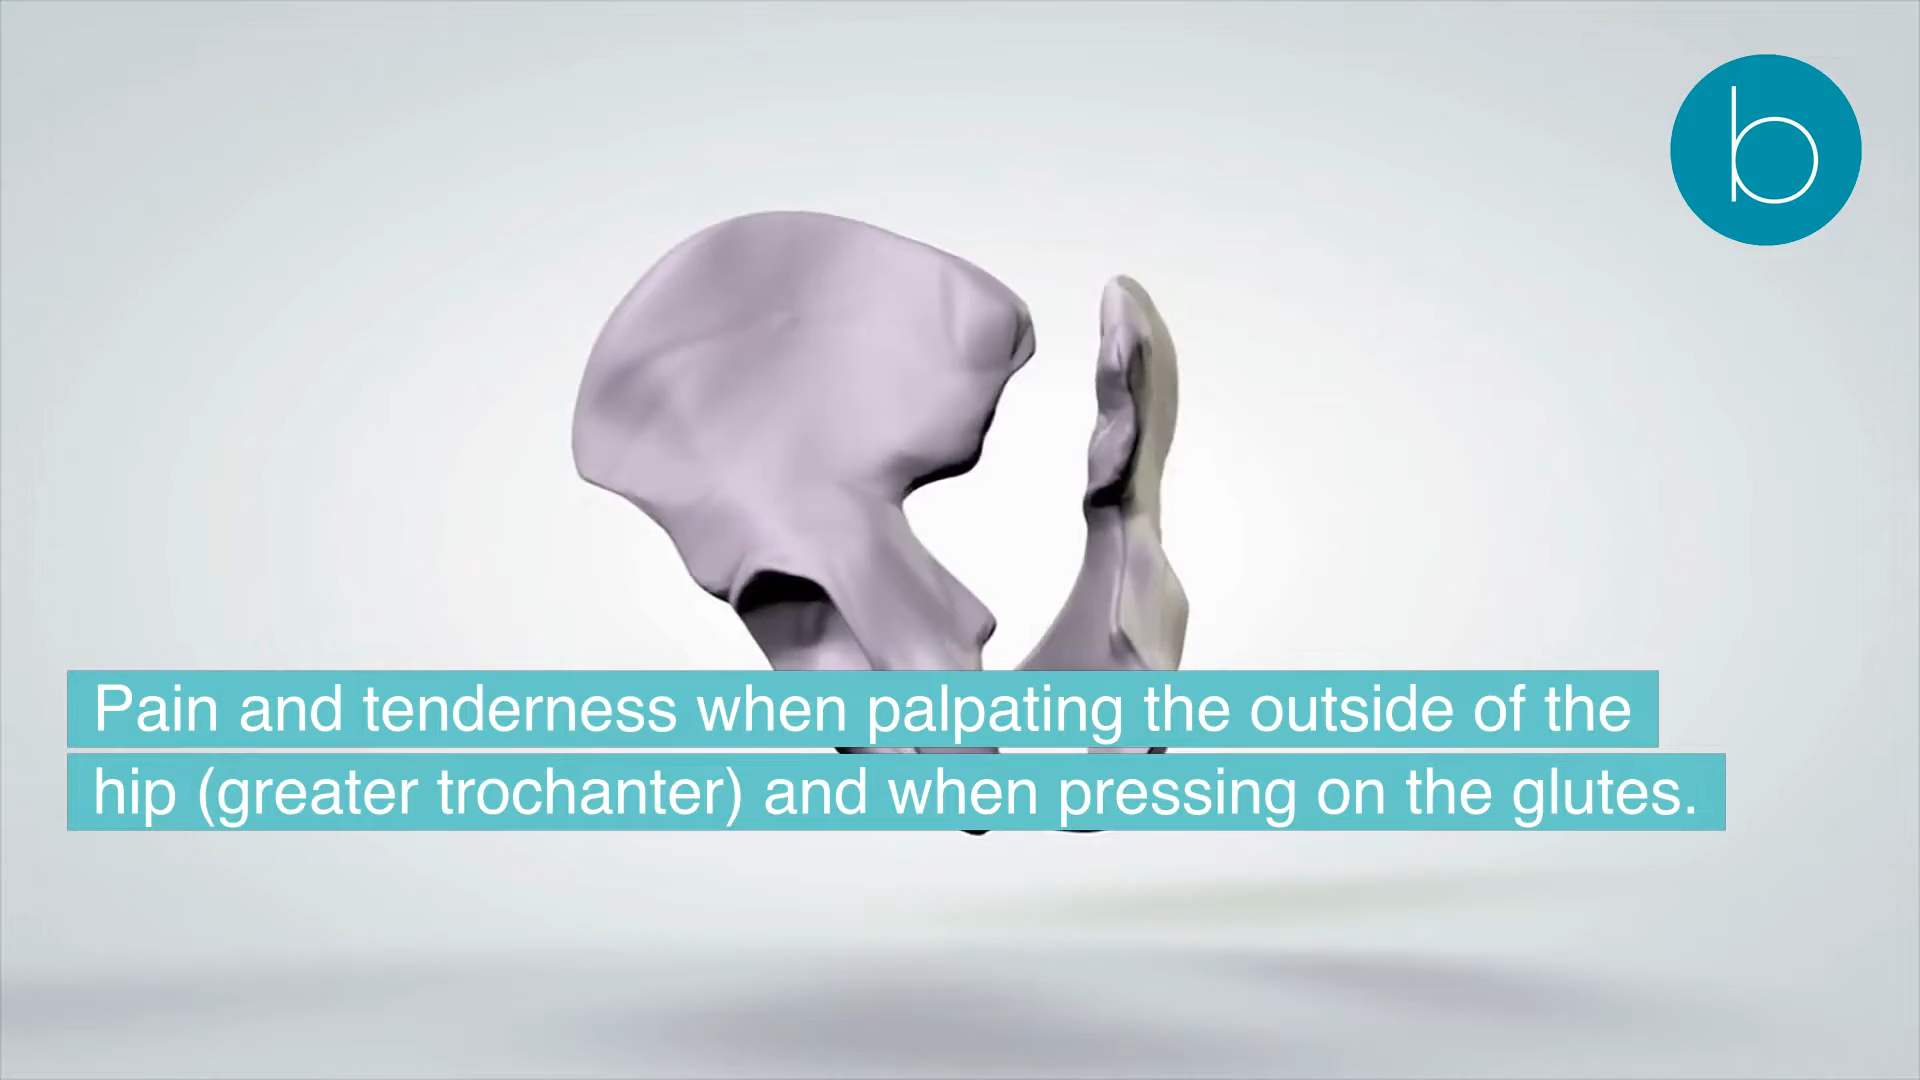 b
Pain and tenderness when palpating the outside of the
hip (greater trochanter) and when pressing on the glutes.